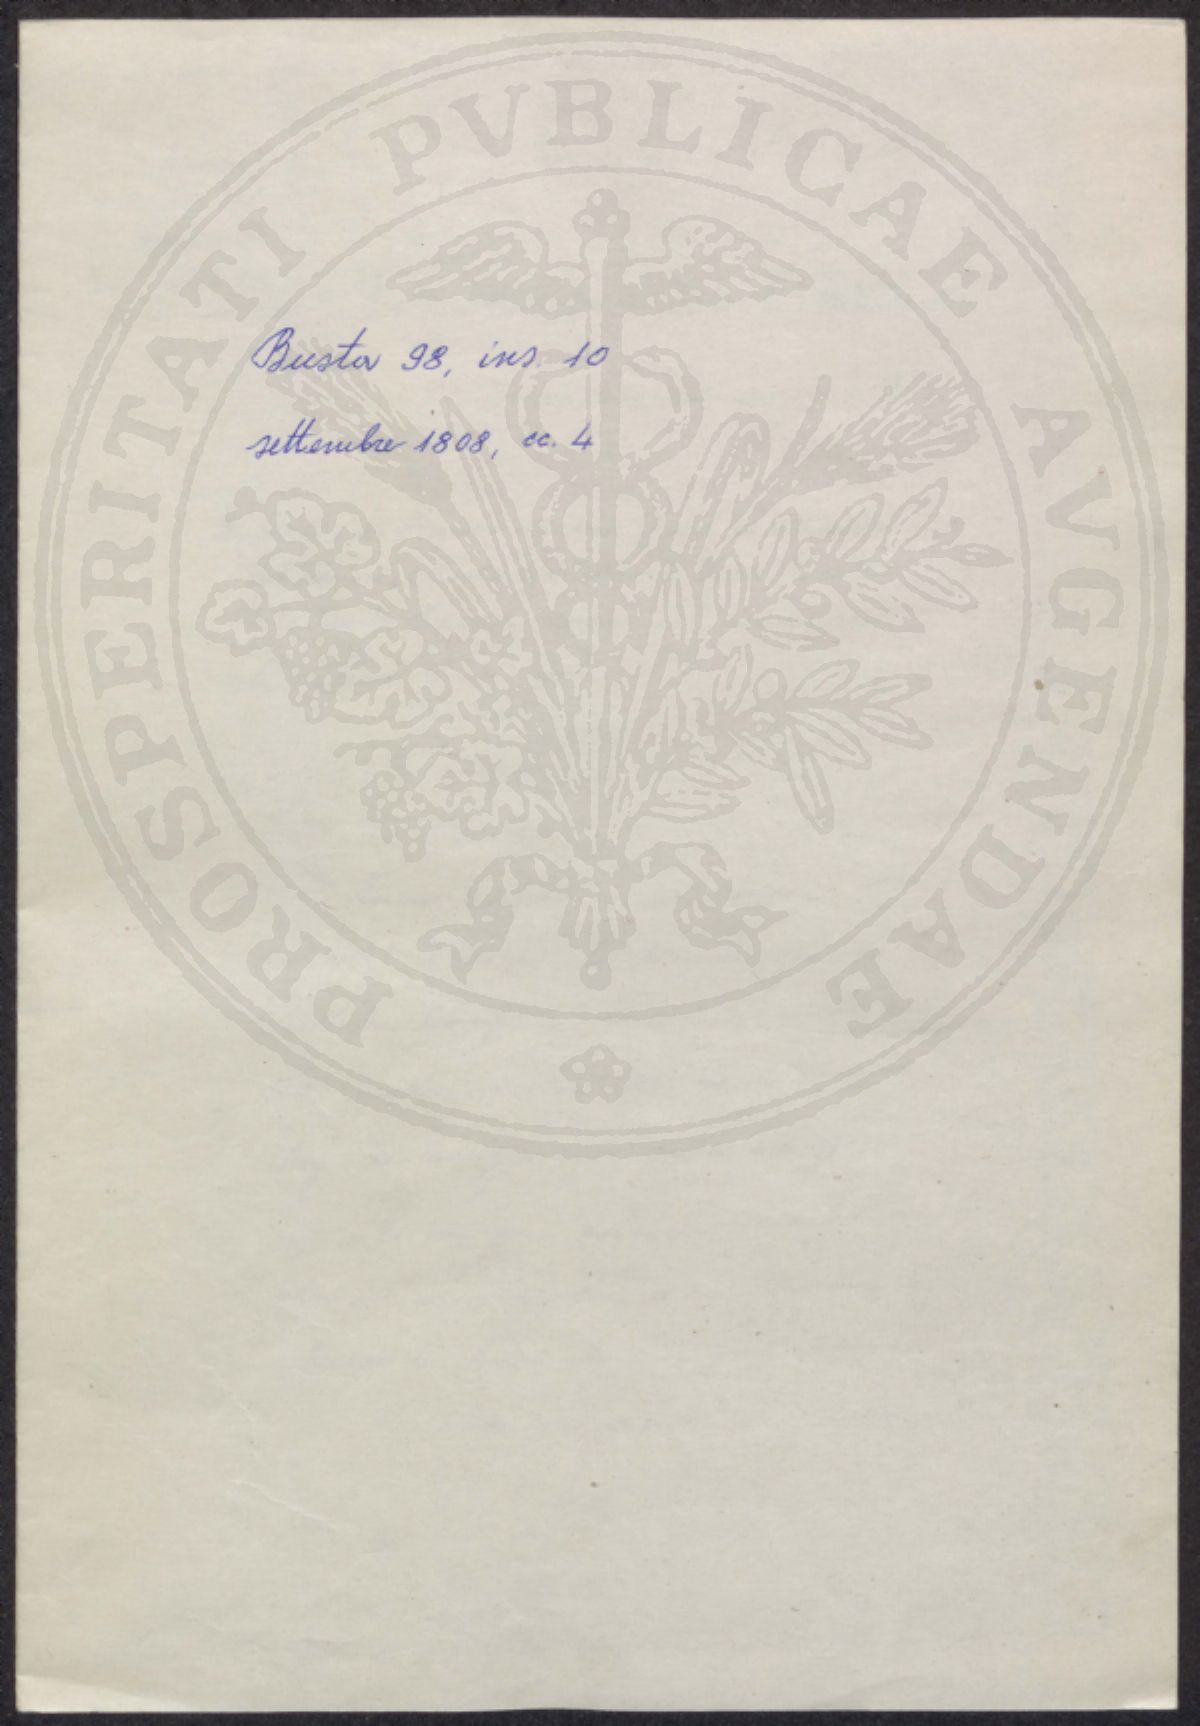 PROSPERITATI PVBLICAE AVGENDAE
Busta 98, ins. 10
settembre 1808, cc. 4